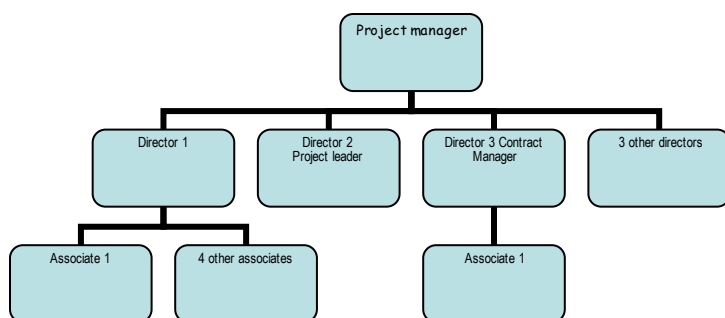 Project manager
Director 1
Director 2
Project leader
Director 3 Contract
Manager
3 other directors
Associate 1
4 other associates
Associate 1